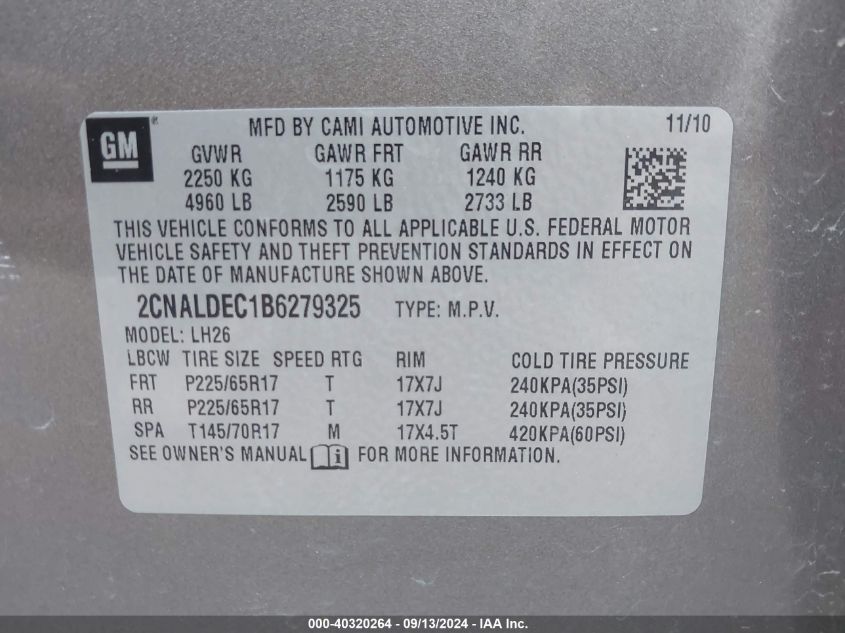 GM ® MFD BY CAMI AUTOMOTIVE INC. 11/10
GVWR GAWR FRT GAWR RR
2250 KG 1175 KG 1240 KG
4960 LB 2590 LB 2733 LB
THIS VEHICLE CONFORMS TO ALL APPLICABLE U.S. FEDERAL MOTOR
VEHICLE SAFETY AND THEFT PREVENTION STANDARDS IN EFFECT ON
THE DATE OF MANUFACTURE SHOWN ABOVE.
2CNALDEC1B6279325 TYPE: M.P.V.
MODEL: LH26
LBCW TIRE SIZE SPEED RTG RIM COLD TIRE PRESSURE
FRT P225/65R17 T 17X7J 240KPA(35PSI)
RR P225/65R17 T 17X7J 240KPA(35PSI)
SPA T145/70R17 M 17X4.5T 420KPA(60PSI)
SEE OWNER'S MANUAL i FOR MORE INFORMATION.
000-40320264 - 09/13/2024 - IAA Inc.